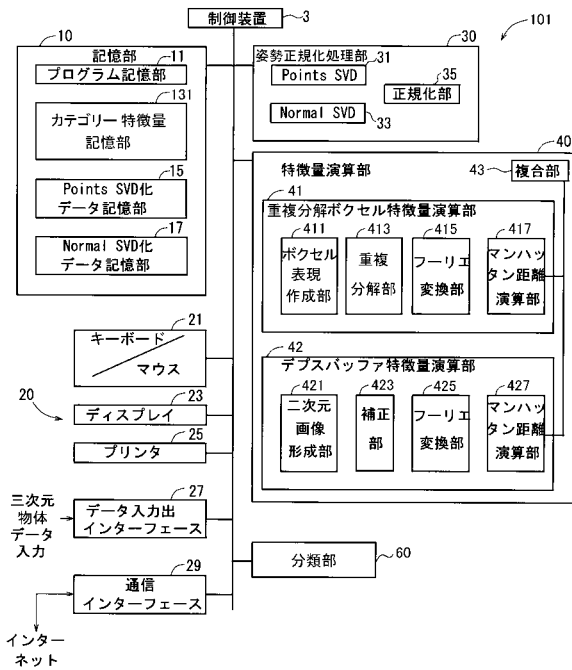 制御装置
3
101
10
記憶部
11
プログラム記憶部
131
カテゴリー特徴量
記憶部
15
Points SVD化
データ記憶部
17
Normal SVD化
データ記憶部
30
姿勢正規化処理部
31
Points SVD
35
正規化部
Normal SVD
33
40
特徴量演算部
43
複合部
41
重複分解ボクセル特徴量演算部
411
ボクセル
表現
作成部
413
重複
分解部
415
フーリエ
変換部
417
マンハッ
タン距離
演算部
42
デプスバッファ特徴量演算部
421
二次元
画像
形成部
423
補正
部
425
フーリエ
変換部
427
マンハッ
タン距離
演算部
20
21
キーボード
マウス
23
ディスプレイ
25
プリンタ
三次元
物体
データ
入力
27
データ入力出
インターフェース
29
通信
インターフェース
インター
ネット
分類部
60